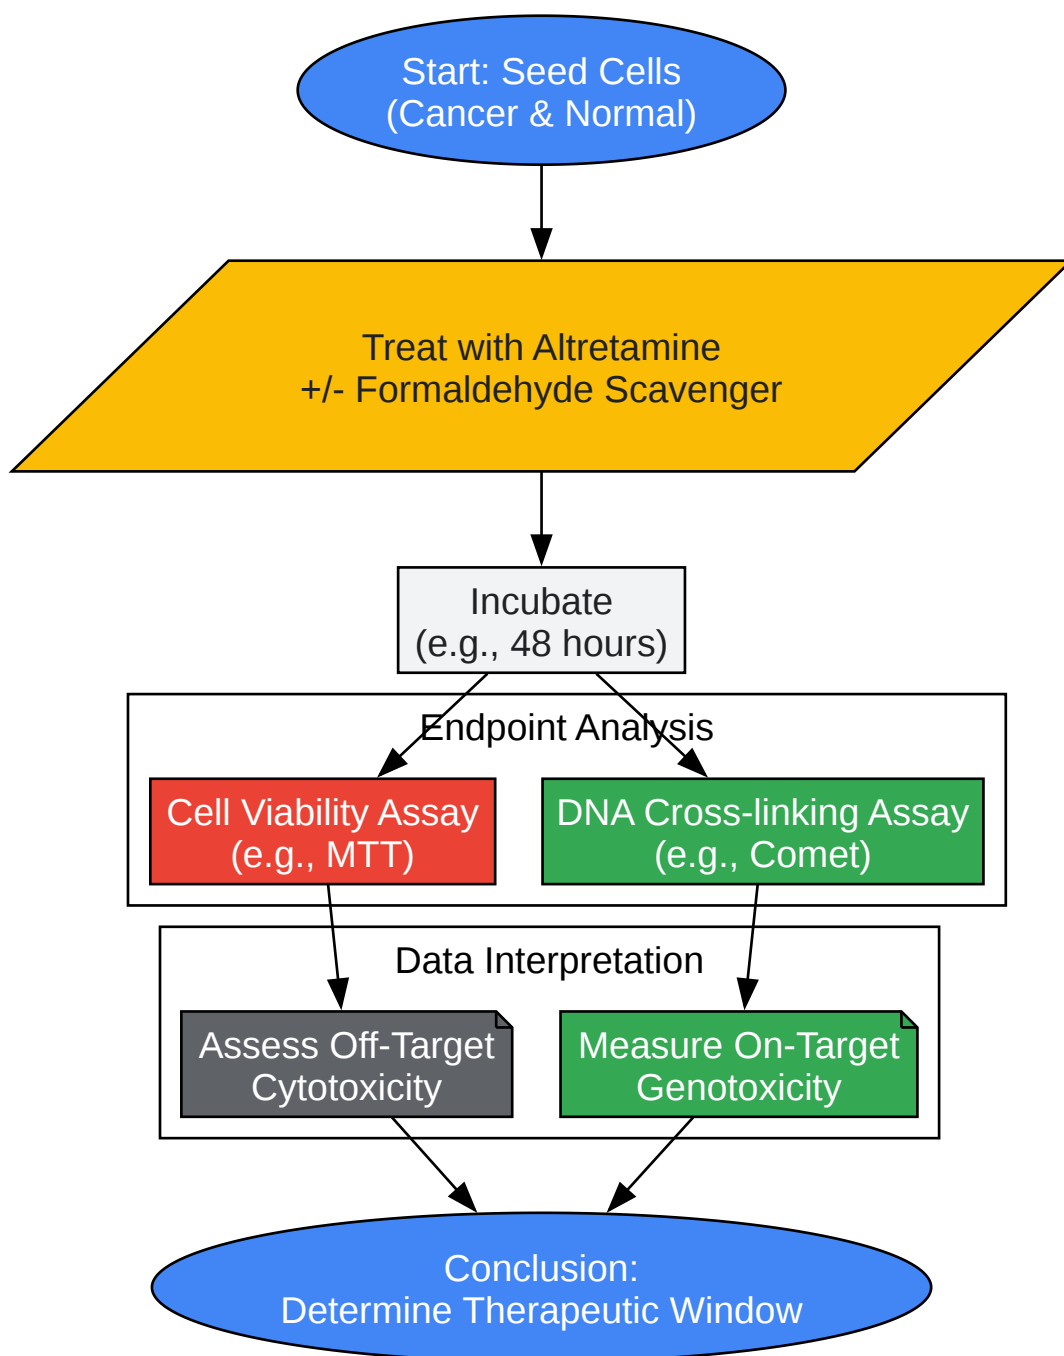 Start: Seed Cells
(Cancer & Normal)
Treat with Altretamine
+/- Formaldehyde Scavenger
Incubate
(e.g., 48 hours)
Endpoint Analysis
Cell Viability Assay
(e.g., MTT)
DNA Cross-linking Assay
(e.g., Comet)
Data Interpretation
Assess Off-Target
Cytotoxicity
Measure On-Target
Genotoxicity
Conclusion:
Determine Therapeutic Window